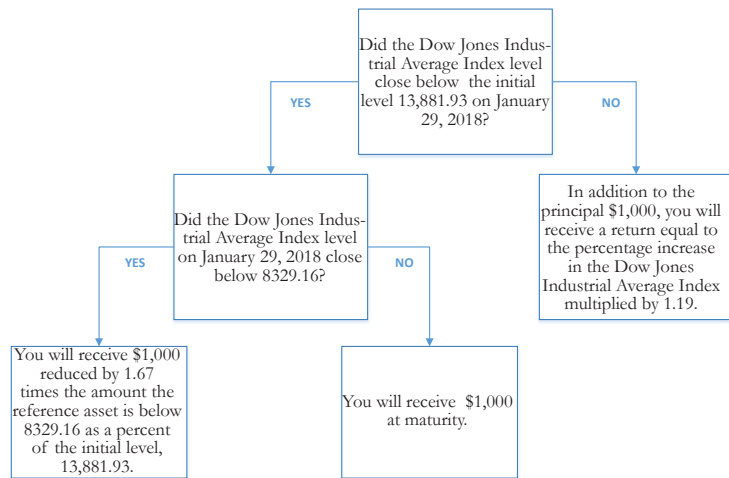 Did the Dow Jones Indus-
trial Average Index level
close below the initial
level 13,881.93 on January
29, 2018?
YES
NO
Did the Dow Jones Indus-
trial Average Index level
on January 29, 2018 close
below 8329.16?
In addition to the
principal $1,000, you will
receive a return equal to
the percentage increase
in the Dow Jones
Industrial Average Index
multiplied by 1.19.
YES
NO
You will receive $1,000
reduced by 1.67
times the amount the
reference asset is below
8329.16 as a percent
of the initial level,
13,881.93.
You will receive $1,000
at maturity.